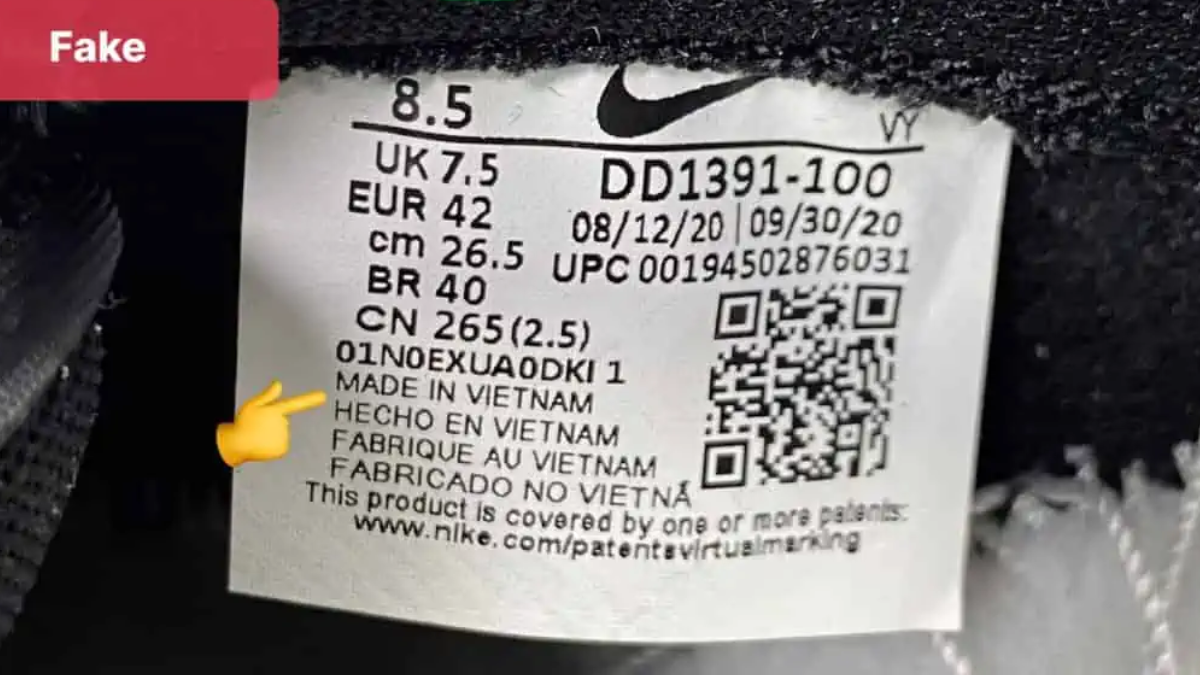 Fake
8.5
VY
UK 7.5
DD1391-100
EUR 42
08/12/20 | 09/30/20
cm 26.5
UPC 00194502876031
BR 40
CN 265 (2.5)
01N0EXUA0DKI 1
MADE IN VIETNAM
HECHO EN VIETNAM
FABRIQUE AU VIETNAM
FABRICADO NO VIETNÃ
This product is covered by one or more patents:
www.nike.com/patentsvirtualmarking